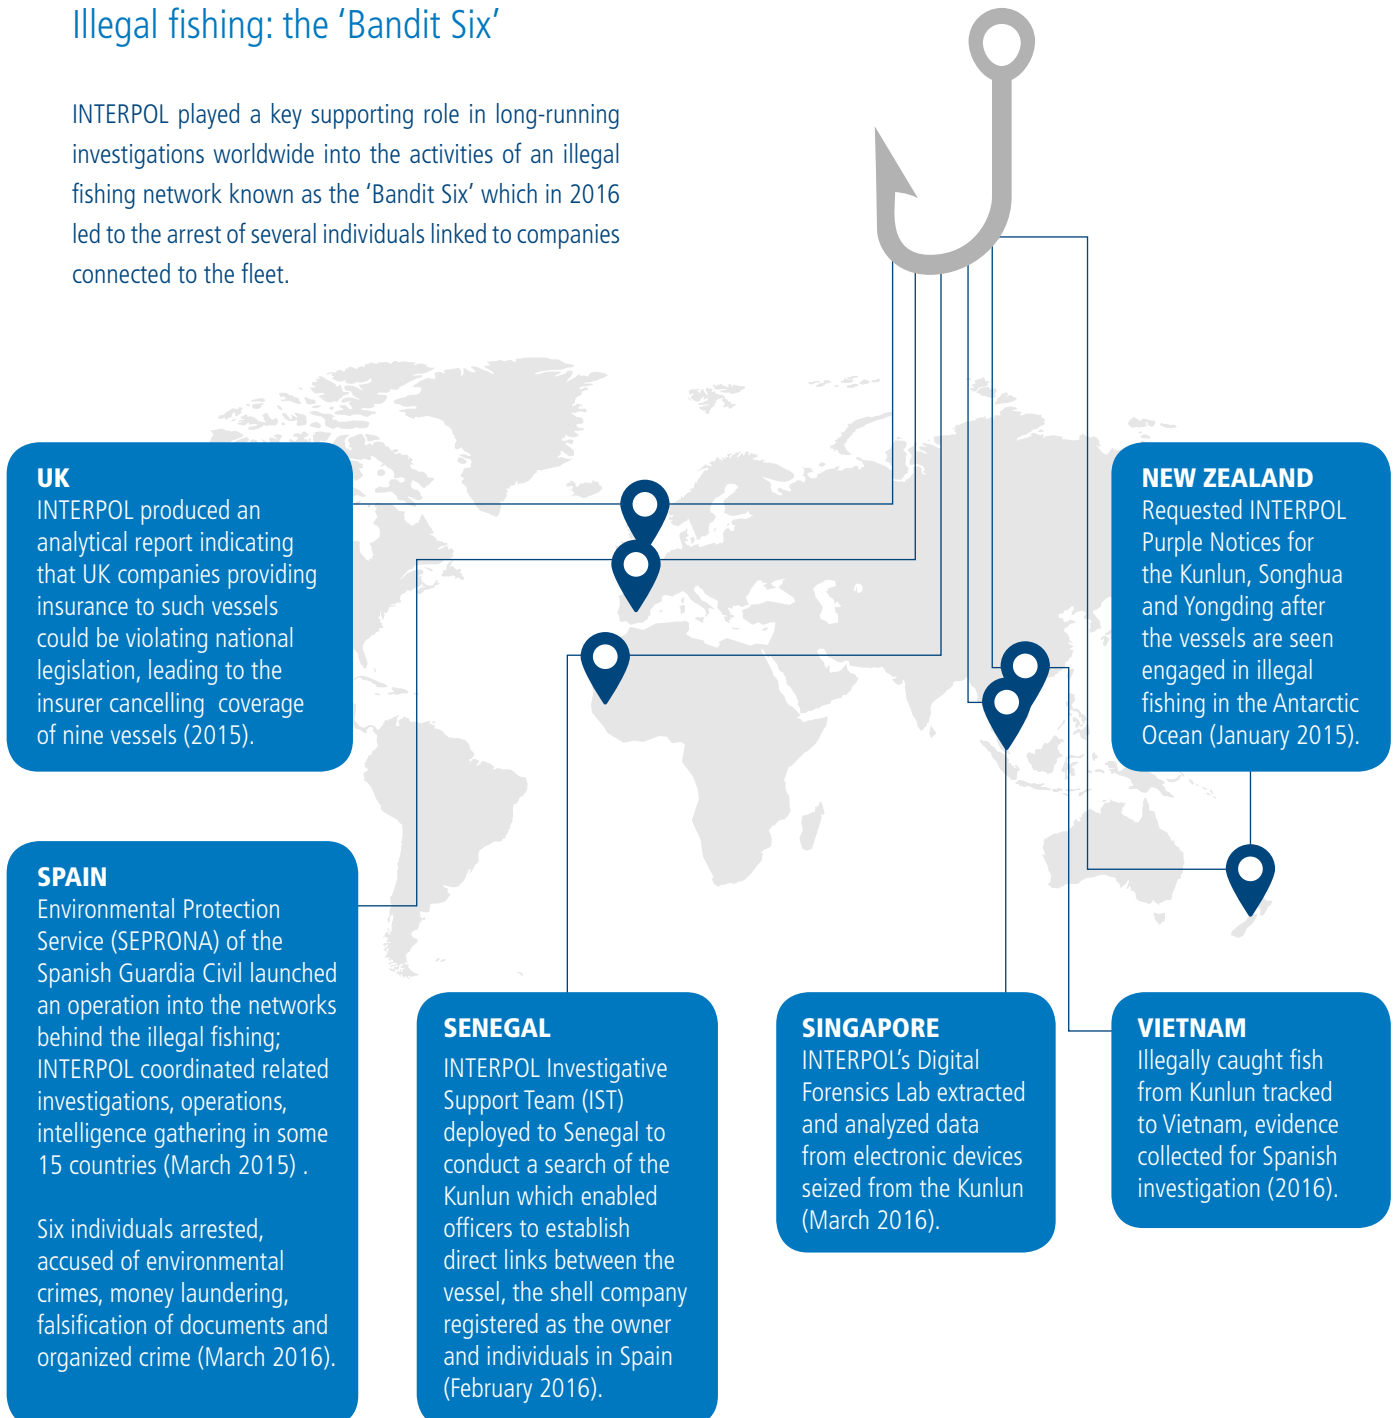 Illegal fishing: the ‘Bandit Six’
INTERPOL played a key supporting role in long-running
investigations worldwide into the activities of an illegal
fishing network known as the ‘Bandit Six’ which in 2016
led to the arrest of several individuals linked to companies
connected to the fleet.
UK
INTERPOL produced an
analytical report indicating
that UK companies providing
insurance to such vessels
could be violating national
legislation, leading to the
insurer cancelling  coverage
of nine vessels (2015).
NEW ZEALAND
Requested INTERPOL
Purple Notices for
the Kunlun, Songhua
and Yongding after
the vessels are seen
engaged in illegal
fishing in the Antarctic
Ocean (January 2015).
SPAIN
Environmental Protection
Service (SEPRONA) of the
Spanish Guardia Civil launched
an operation into the networks
behind the illegal fishing;
INTERPOL coordinated related
investigations, operations,
intelligence gathering in some
15 countries (March 2015) .
Six individuals arrested,
accused of environmental
crimes, money laundering,
falsification of documents and
organized crime (March 2016).
SENEGAL
INTERPOL Investigative
Support Team (IST)
deployed to Senegal to
conduct a search of the
Kunlun which enabled
officers to establish
direct links between the
vessel, the shell company
registered as the owner
and individuals in Spain
(February 2016).
SINGAPORE
INTERPOL’s Digital
Forensics Lab extracted
and analyzed data
from electronic devices
seized from the Kunlun
(March 2016).
VIETNAM
Illegally caught fish
from Kunlun tracked
to Vietnam, evidence
collected for Spanish
investigation (2016).